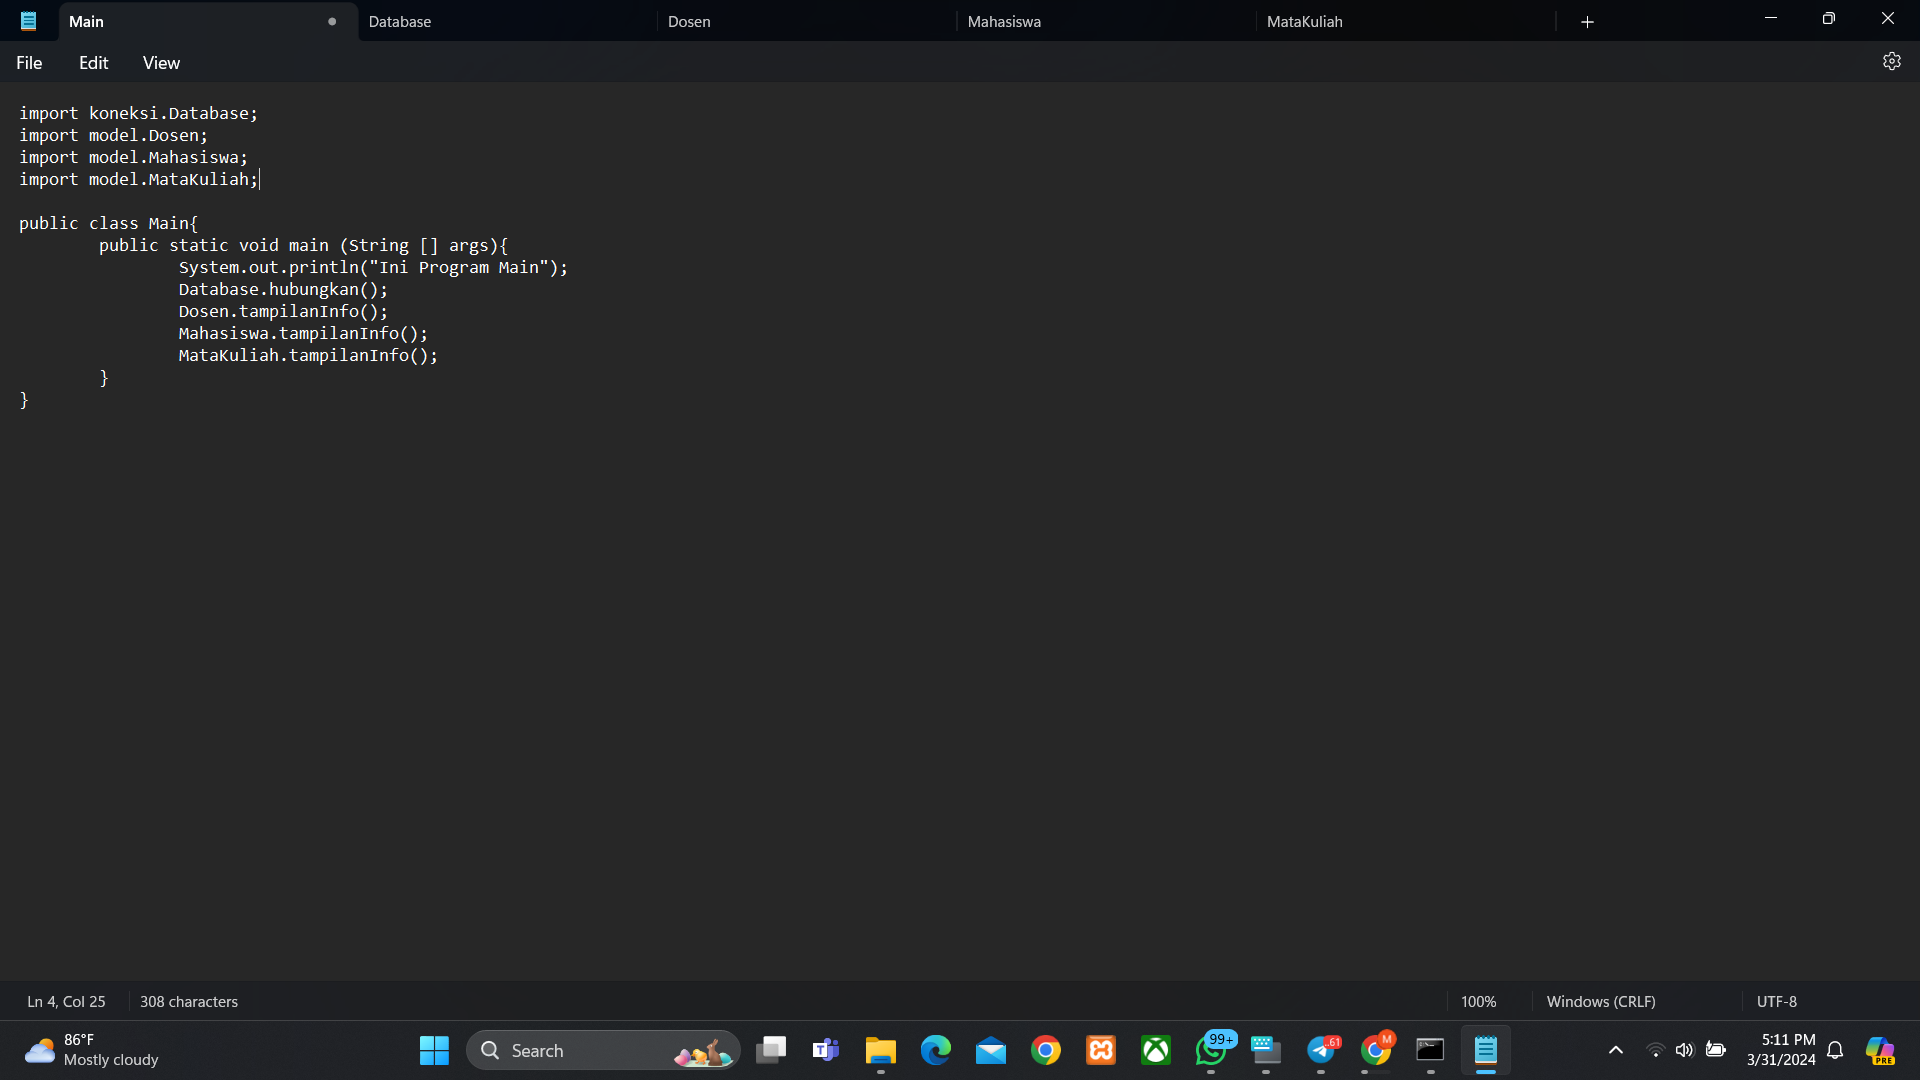 Main
Database
Dosen
Mahasiswa
MataKuliah
File
Edit
View
import koneksi.Database;
import model.Dosen;
import model.Mahasiswa;
import model.MataKuliah;
public class Main{
public static void main (String [] args){
System.out.println("Ini Program Main");
Database.hubungkan();
Dosen.tampilanInfo();
Mahasiswa.tampilanInfo();
MataKuliah.tampilanInfo();
}
}
Ln 4, Col 25
308 characters
100%
Windows (CRLF)
UTF-8
86°F
Mostly cloudy
Search
99+
61
M
5:11 PM
3/31/2024
PRE